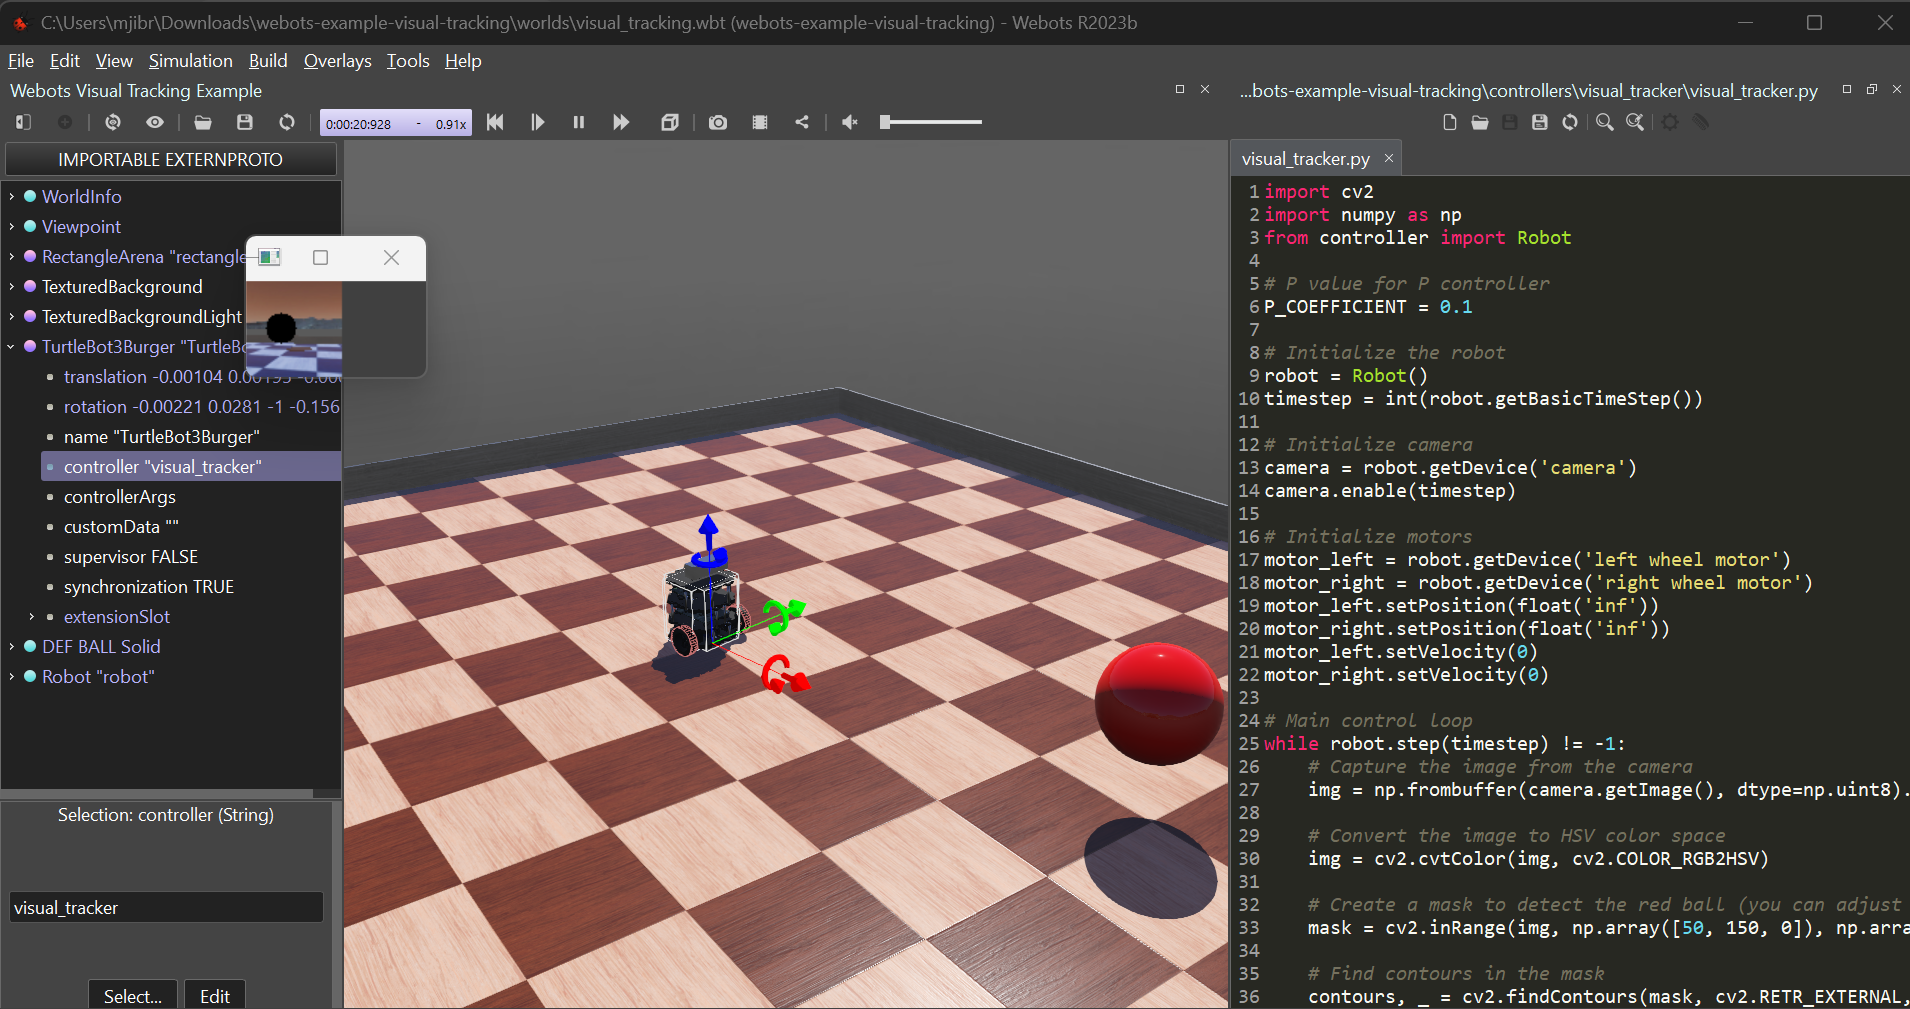 C:\Users\mjibr\Downloads\webots-example-visual-tracking\worlds\visual_tracking.wbt (webots-example-visual-tracking) - Webots R2023b
File Edit View Simulation Build Overlays Tools Help
Webots Visual Tracking Example
0:00:20:928 - 0.91x
IMPORTABLE EXTERNPROTO
WorldInfo
Viewpoint
RectangleArena "rectangle
TexturedBackground
TexturedBackgroundLight
TurtleBot3Burger "TurtleBo
translation -0.00104
rotation -0.00221 0.0281 -1 -0.156
name "TurtleBot3Burger"
controller "visual_tracker"
controllerArgs
customData ""
supervisor FALSE
synchronization TRUE
extensionSlot
DEF BALL Solid
Robot "robot"
Selection: controller (String)
visual_tracker
Select... Edit
...bots-example-visual-tracking\controllers\visual_tracker\visual_tracker.py
visual_tracker.py
1 import cv2
2 import numpy as np
3 from controller import Robot
4
5 # P value for P controller
6 P_COEFFICIENT = 0.1
7
8 # Initialize the robot
9 robot = Robot()
10 timestep = int(robot.getBasicTimeStep())
11
12 # Initialize camera
13 camera = robot.getDevice('camera')
14 camera.enable(timestep)
15
16 # Initialize motors
17 motor_left = robot.getDevice('left wheel motor')
18 motor_right = robot.getDevice('right wheel motor')
19 motor_left.setPosition(float('inf'))
20 motor_right.setPosition(float('inf'))
21 motor_left.setVelocity(0)
22 motor_right.setVelocity(0)
23
24 # Main control loop
25 while robot.step(timestep) != -1:
26 # Capture the image from the camera
27 img = np.frombuffer(camera.getImage(), dtype=np.uint8).
28
29 # Convert the image to HSV color space
30 img = cv2.cvtColor(img, cv2.COLOR_RGB2HSV)
31
32 # Create a mask to detect the red ball (you can adjust
33 mask = cv2.inRange(img, np.array([50, 150, 0]), np.arra
34
35 # Find contours in the mask
36 contours, _ = cv2.findContours(mask, cv2.RETR_EXTERNAL,